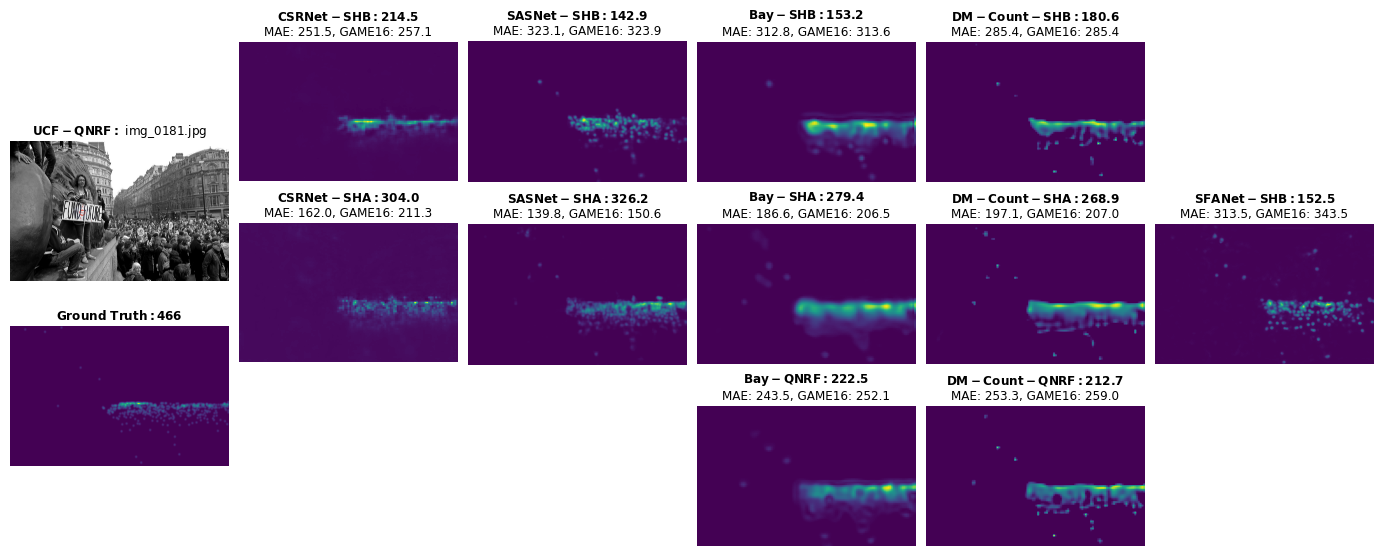 CSRNet−SHB: 214.5
MAE: 251.5, GAME16: 257.1
SASNet−SHB: 142.9
MAE: 323.1, GAME16: 323.9
Bay−SHB: 153.2
MAE: 312.8, GAME16: 313.6
DM−Count−SHB: 180.6
MAE: 285.4, GAME16: 285.4
UCF−QNRF: img_0181.jpg
CSRNet−SHA: 304.0
MAE: 162.0, GAME16: 211.3
SASNet−SHA: 326.2
MAE: 139.8, GAME16: 150.6
Bay−SHA: 279.4
MAE: 186.6, GAME16: 206.5
DM−Count−SHA: 268.9
MAE: 197.1, GAME16: 207.0
SFANet−SHB: 152.5
MAE: 313.5, GAME16: 343.5
Ground Truth: 466
Bay−QNRF: 222.5
MAE: 243.5, GAME16: 252.1
DM−Count−QNRF: 212.7
MAE: 253.3, GAME16: 259.0